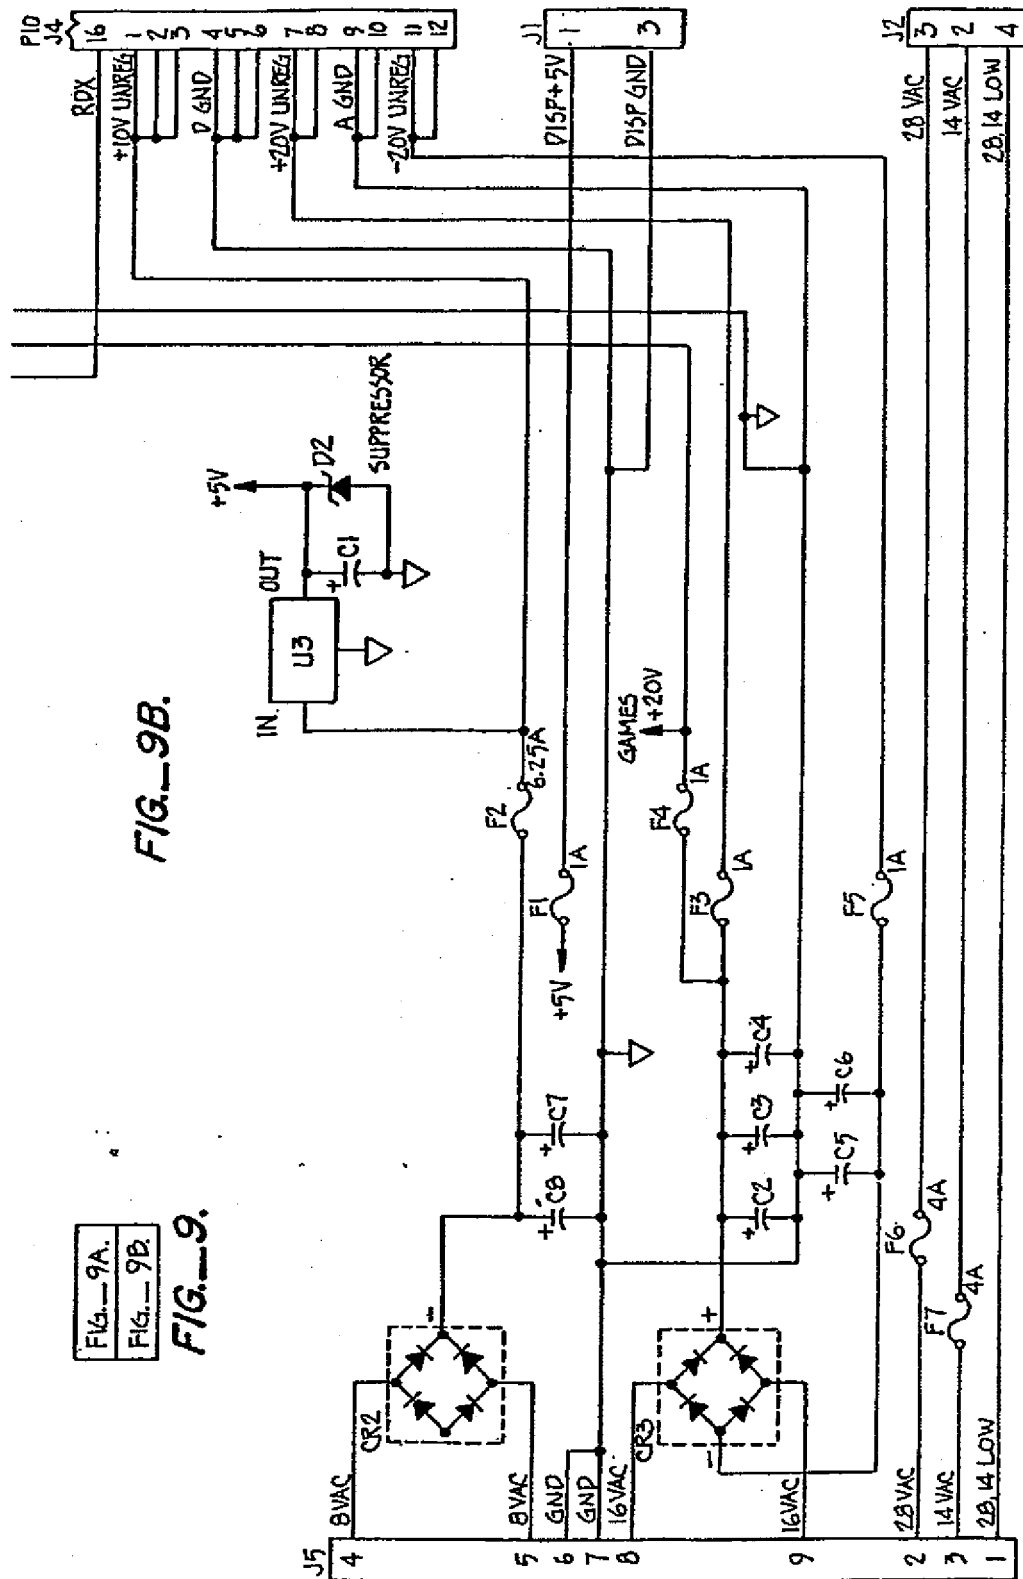 P10
J4
16
1
2
3
4
5
6
7
8
9
10
11
12
RDX
+10V UNREG
D GND
+20V UNREG
A GND
-20V UNREG
J1
1
3
DISP+5V
DISP GND
J2
3
2
4
28 VAC
14 VAC
28, 14 LOW
+5V
D2
SUPPRESSOR
OUT
C1
+
U3
IN.
FIG.__9B.
F2
6.25A
F1
1A
+5V
GAMES
+20V
F4
1A
F3
1A
F5
1A
+
C8
+
C7
+
C2
+
C3
+
C4
+
C5
+
C6
F6
4A
F7
4A
FIG.__9A.
FIG.__9B.
FIG.__9.
CR2
-
CR3
+
-
8VAC
8VAC
GND
GND
16VAC
16VAC
28VAC
14 VAC
28, 14 LOW
J5
4
5
6
7
8
9
2
3
1